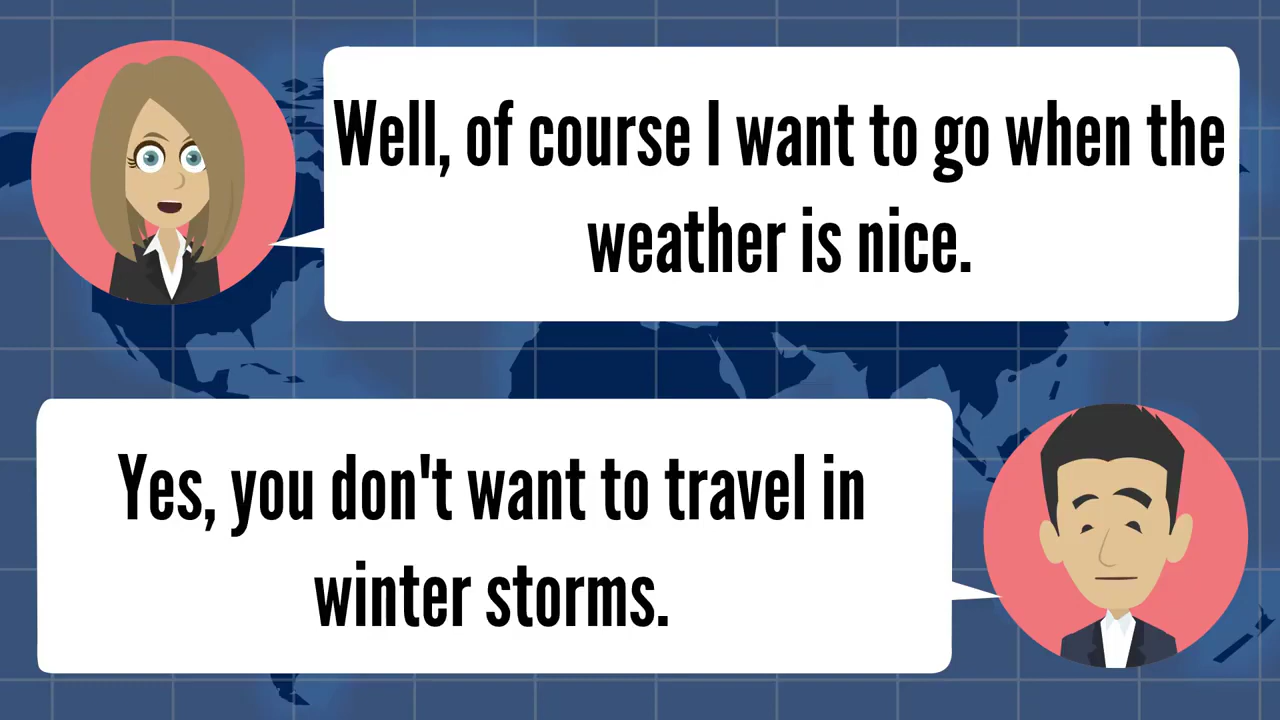 Well, of course I want to go when the
weather is nice.
Yes, you don't want to travel in
winter storms.